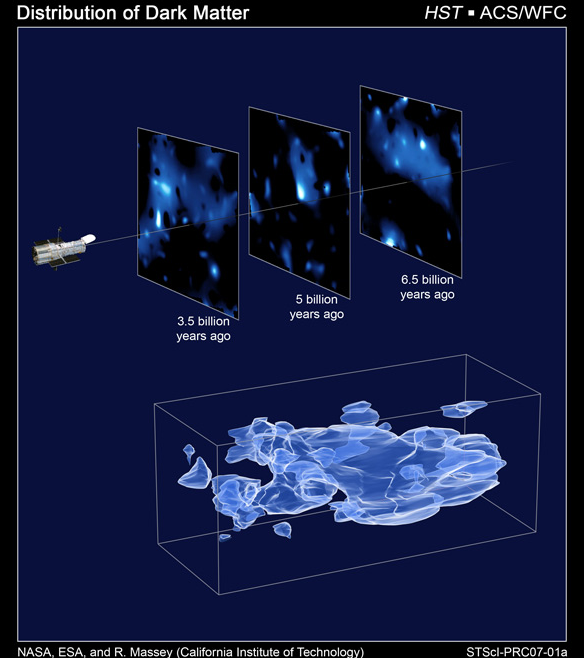 Distribution of Dark Matter
HST ▪ ACS/WFC
3.5 billion
years ago
5 billion
years ago
6.5 billion
years ago
NASA, ESA, and R. Massey (California Institute of Technology)
STScI-PRC07-01a